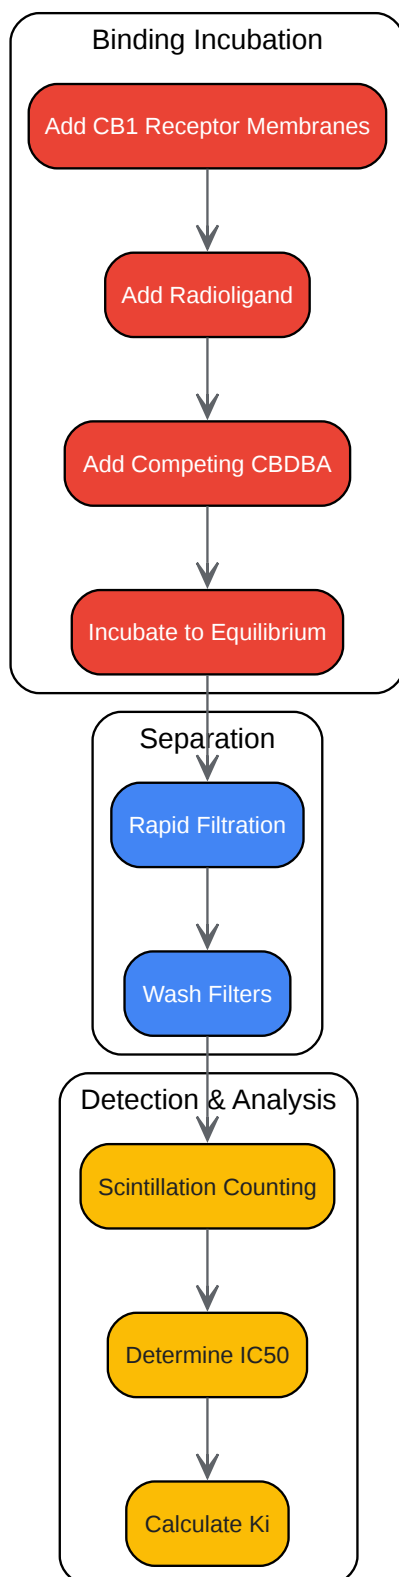 Binding Incubation
Add CB1 Receptor Membranes
Add Radioligand
Add Competing CBDBA
Incubate to Equilibrium
Separation
Rapid Filtration
Wash Filters
Detection & Analysis
Scintillation Counting
Determine IC50
Calculate Ki